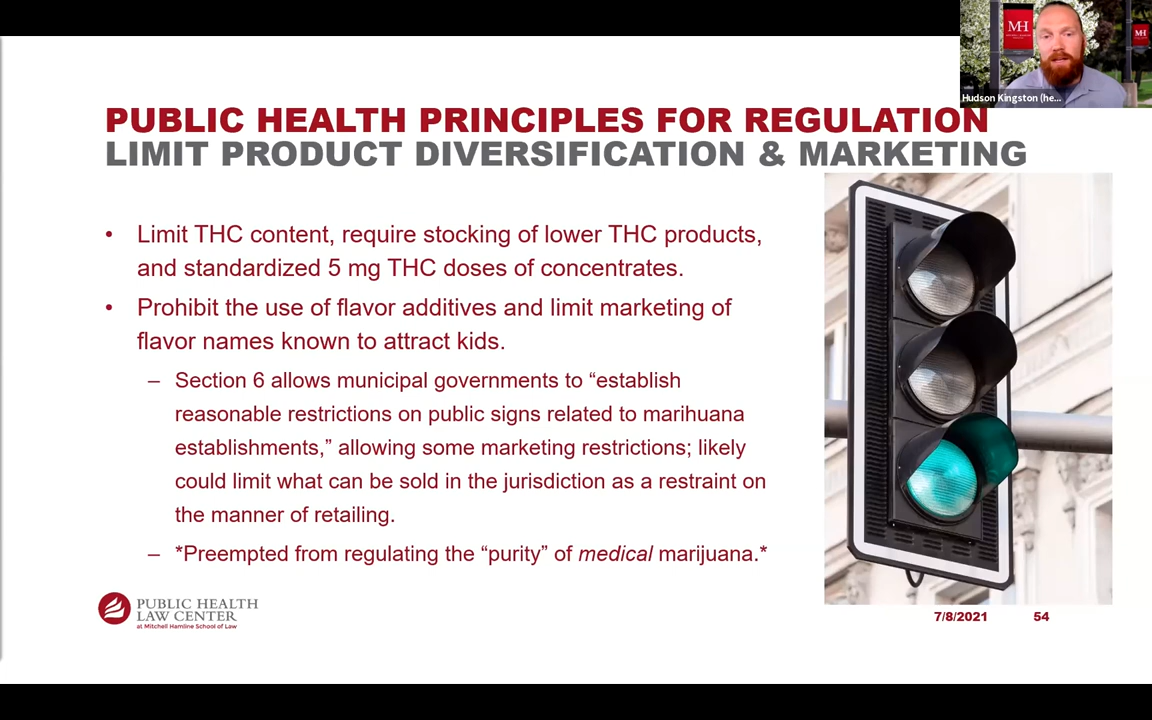 MH
MH
Hudson Kingston (he...
PUBLIC HEALTH PRINCIPLES FOR REGULATION
LIMIT PRODUCT DIVERSIFICATION & MARKETING
• Limit THC content, require stocking of lower THC products,
and standardized 5 mg THC doses of concentrates.
• Prohibit the use of flavor additives and limit marketing of
flavor names known to attract kids.
– Section 6 allows municipal governments to “establish
reasonable restrictions on public signs related to marihuana
establishments,” allowing some marketing restrictions; likely
could limit what can be sold in the jurisdiction as a restraint on
the manner of retailing.
– *Preempted from regulating the “purity” of medical marijuana.*
PUBLIC HEALTH
LAW CENTER
at Mitchell Hamline School of Law
7/8/2021 54